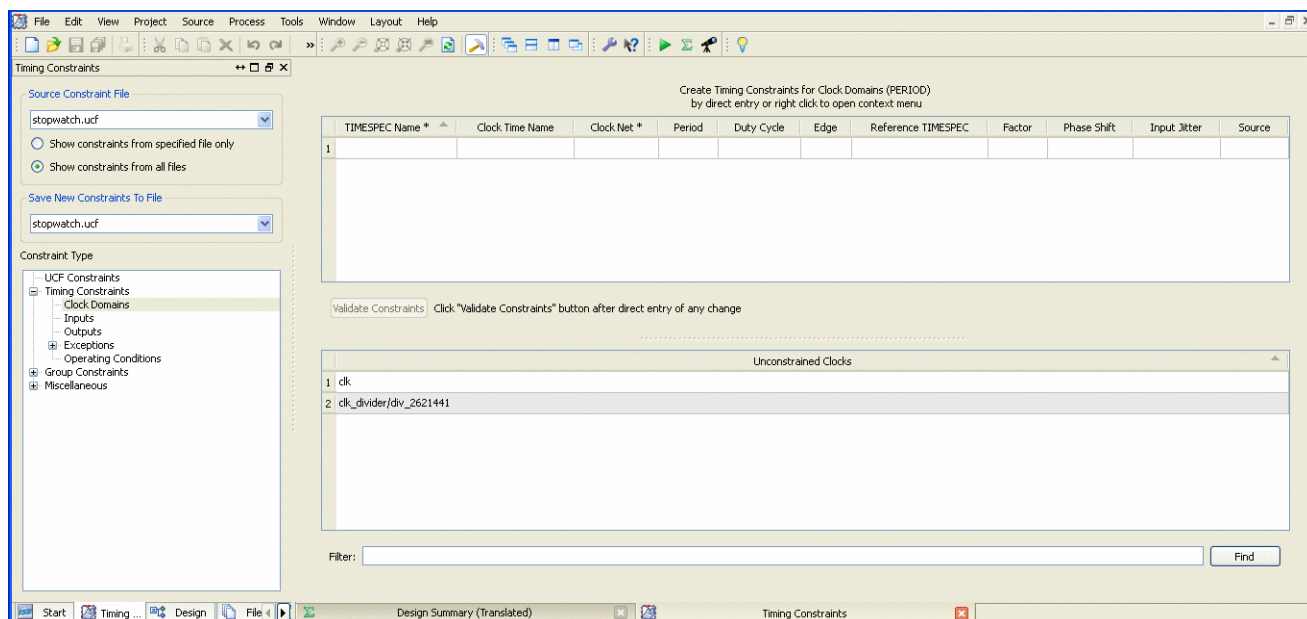 File Edit View Project Source Process Tools Window Layout Help
»
Timing Constraints
Source Constraint File
stopwatch.ucf
Show constraints from specified file only
Show constraints from all files
Save New Constraints To File
stopwatch.ucf
Constraint Type
UCF Constraints
Timing Constraints
Clock Domains
Inputs
Outputs
Exceptions
Operating Conditions
Group Constraints
Miscellaneous
Create Timing Constraints for Clock Domains (PERIOD)
by direct entry or right click to open context menu
TIMESPEC Name * Clock Time Name Clock Net * Period Duty Cycle Edge Reference TIMESPEC Factor Phase Shift Input Jitter Source
1
Validate Constraints Click "Validate Constraints" button after direct entry of any change
Unconstrained Clocks
1 clk
2 clk_divider/div_2621441
Filter: Find
Start Timing ... Design File Design Summary (Translated) Timing Constraints